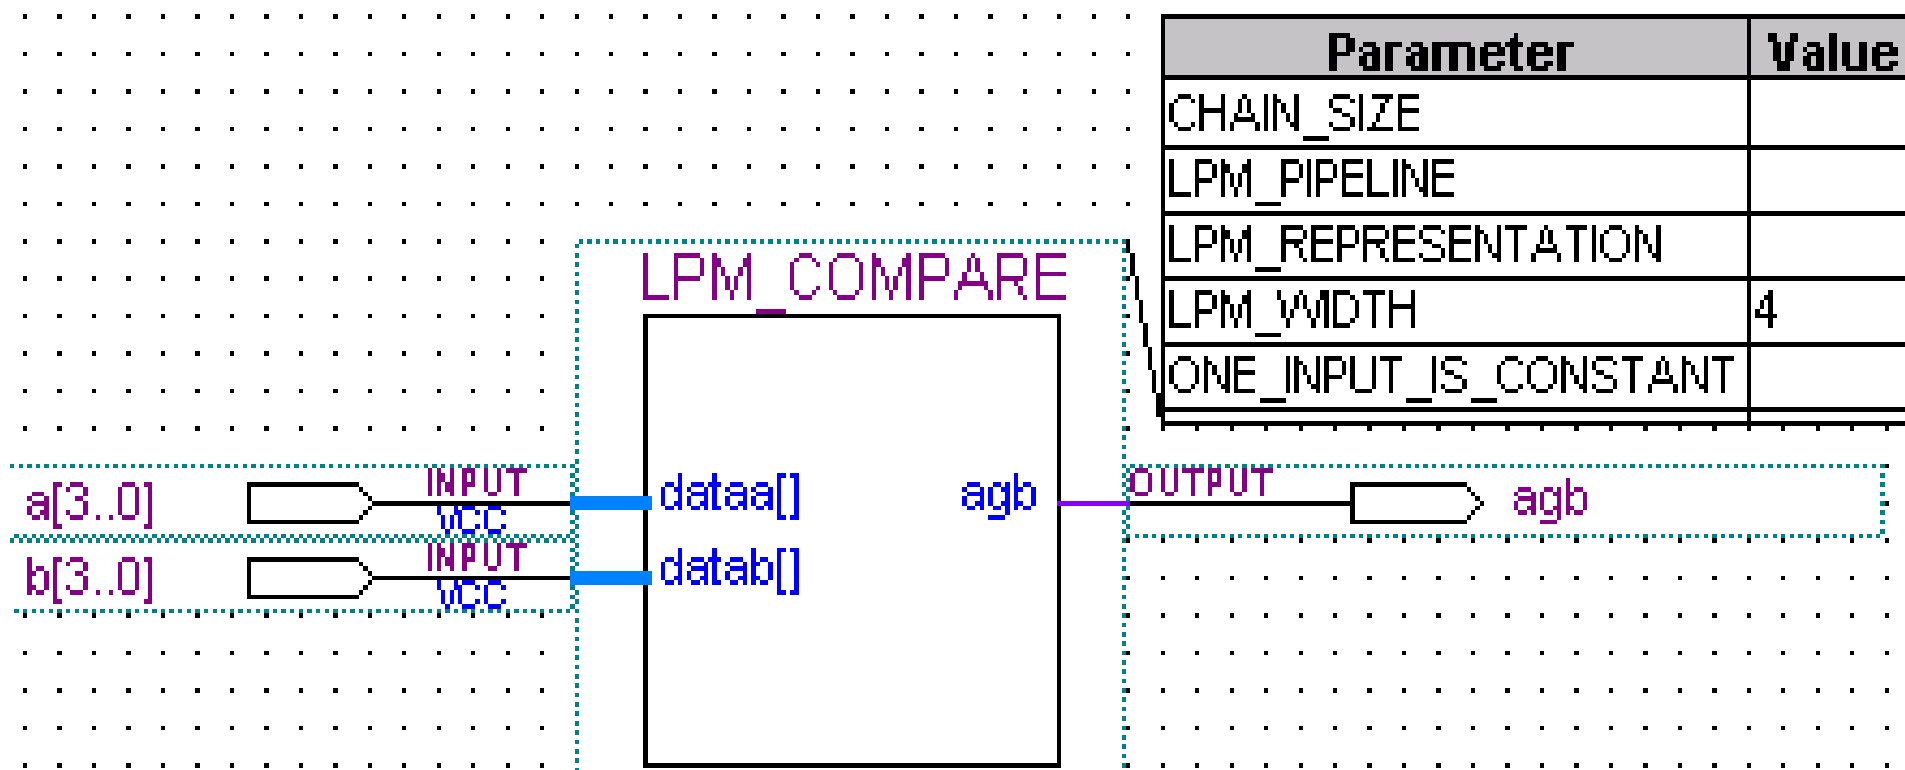 Parameter Value
CHAIN_SIZE
LPM_PIPELINE
LPM_REPRESENTATION
LPM_WIDTH 4
ONE_INPUT_IS_CONSTANT
LPM_COMPARE
a[3..0] INPUT
VCC
dataa[] agb
OUTPUT agb
b[3..0] INPUT
VCC
datab[]